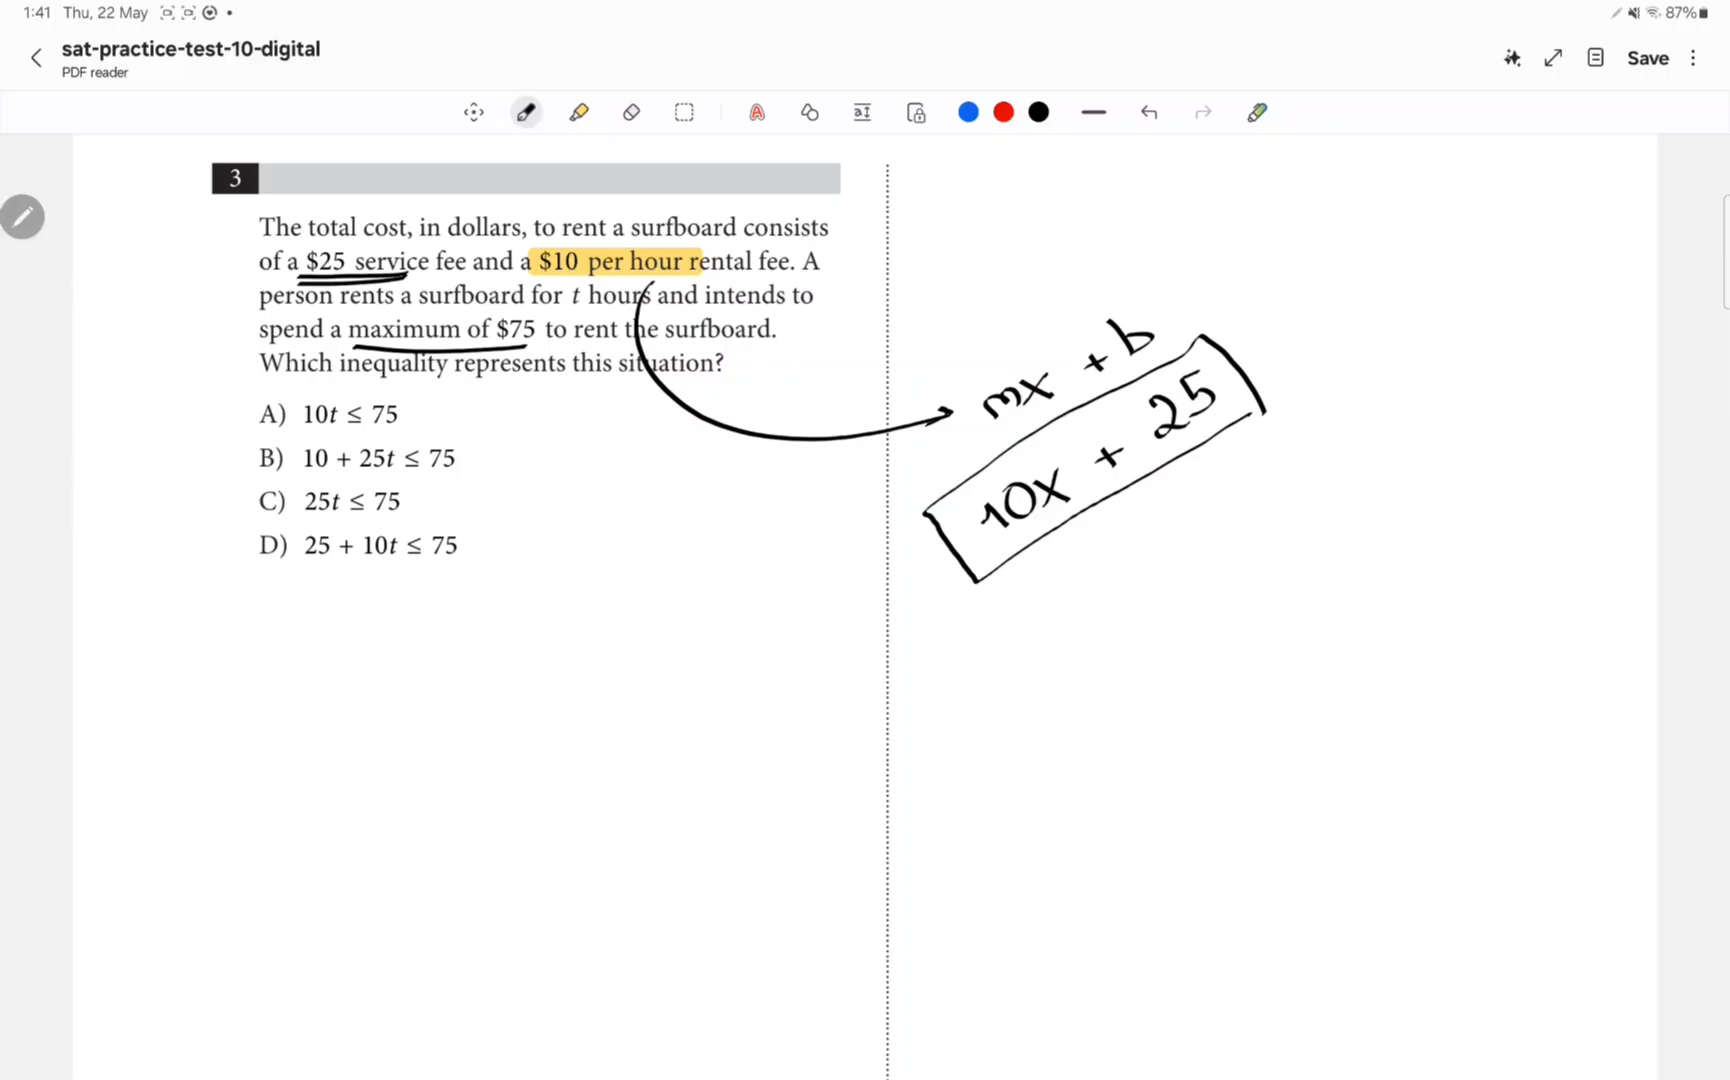 1:41 Thu, 22 May
87%
sat-practice-test-10-digital
PDF reader
Save
3
The total cost, in dollars, to rent a surfboard consists
of a $25 service fee and a $10 per hour rental fee. A
person rents a surfboard for t hours and intends to
spend a maximum of $75 to rent the surfboard.
Which inequality represents this situation?
A) 10t ≤ 75
B) 10 + 25t ≤ 75
C) 25t ≤ 75
D) 25 + 10t ≤ 75
mx + b
10x + 25